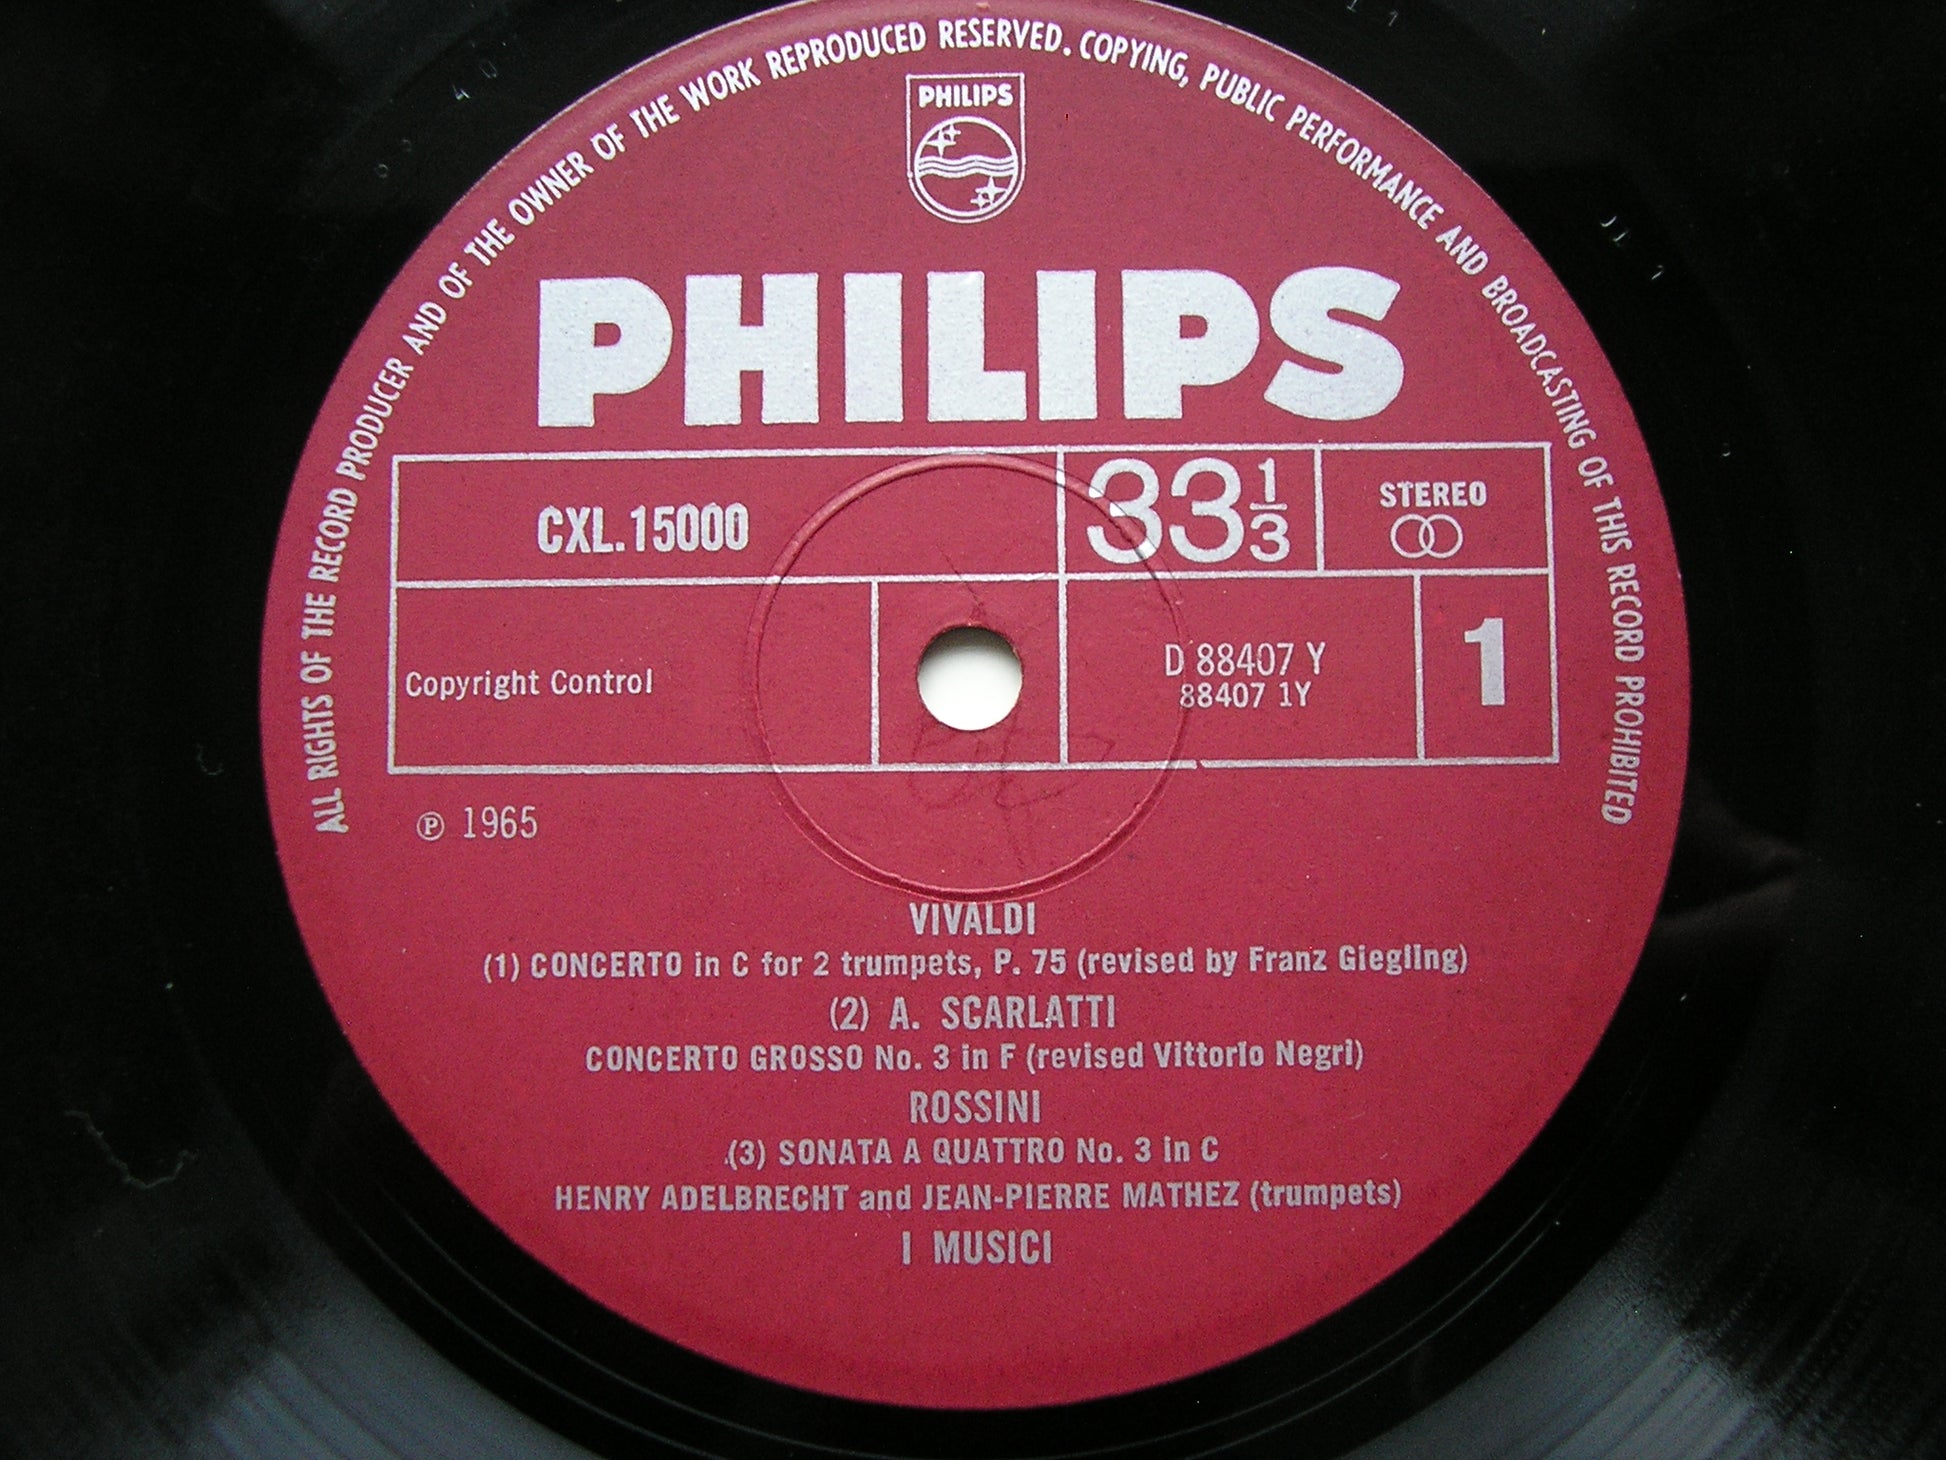 ALL RIGHTS OF THE RECORD PRODUCER AND OF THE OWNER OF THE WORK REPRODUCED RESERVED. COPYING, PUBLIC PERFORMANCE AND BROADCASTING OF THIS RECORD PROHIBITED
PHILIPS
PHILIPS
CXL.15000
33 1/3
STEREO
Copyright Control
D 88407 Y
88407 1Y
1
℗ 1965
VIVALDI
(1) CONCERTO in C for 2 trumpets, P. 75 (revised by Franz Giegling)
(2) A. SCARLATTI
CONCERTO GROSSO No. 3 in F (revised Vittorio Negri)
ROSSINI
(3) SONATA A QUATTRO No. 3 in C
HENRY ADELBRECHT and JEAN-PIERRE MATHEZ (trumpets)
I MUSICI